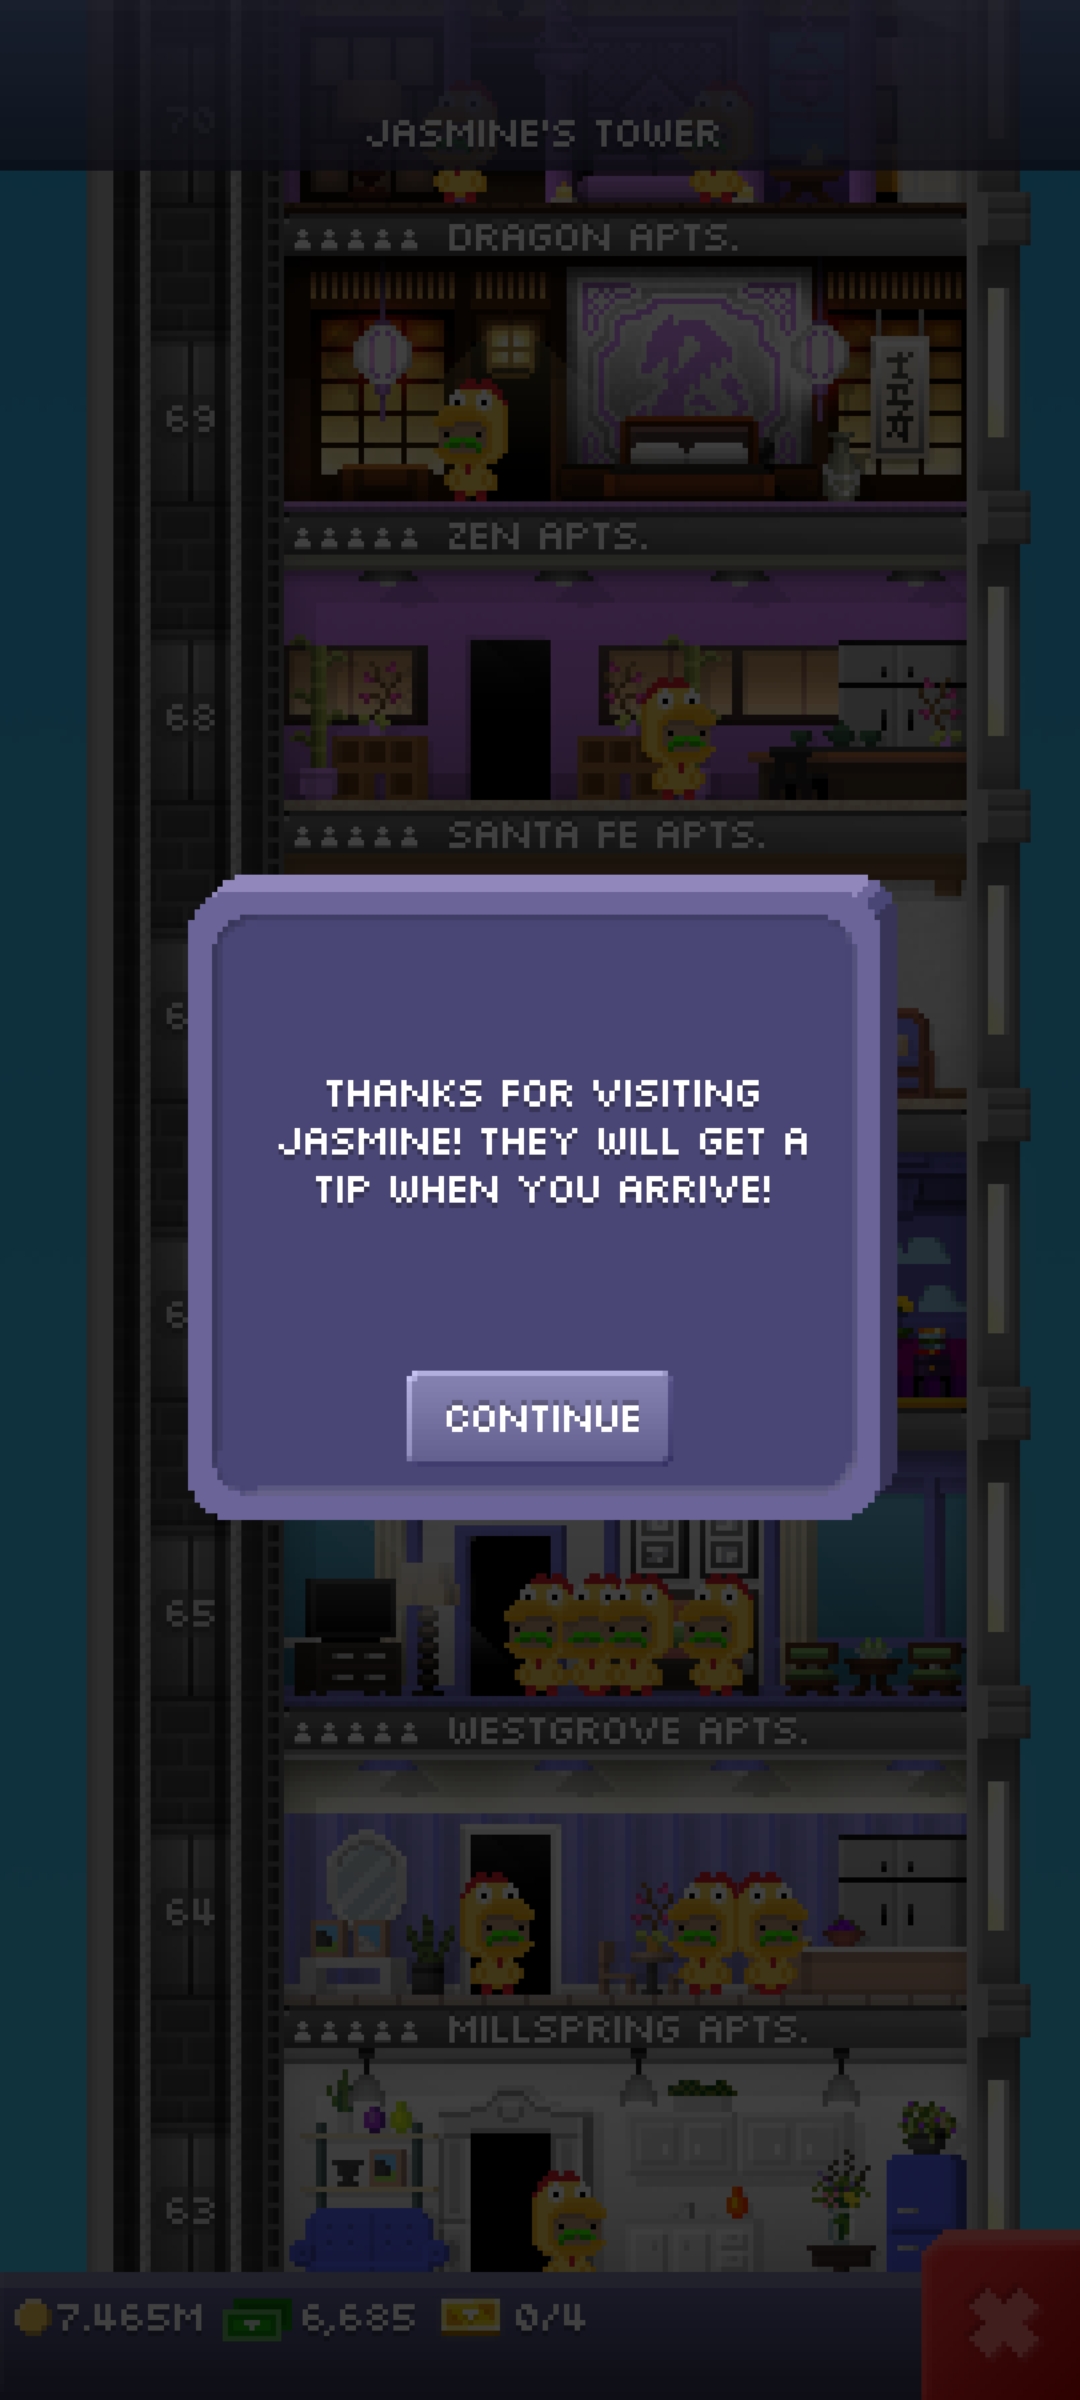 70
JASMINE'S TOWER
DRAGON APTS.
69
ZEN APTS.
68
SANTA FE APTS.
THANKS FOR VISITING
JASMINE! THEY WILL GET A
TIP WHEN YOU ARRIVE!
CONTINUE
65
WESTGROVE APTS.
64
MILLSPRING APTS.
63
7.465M 6,685 0/4